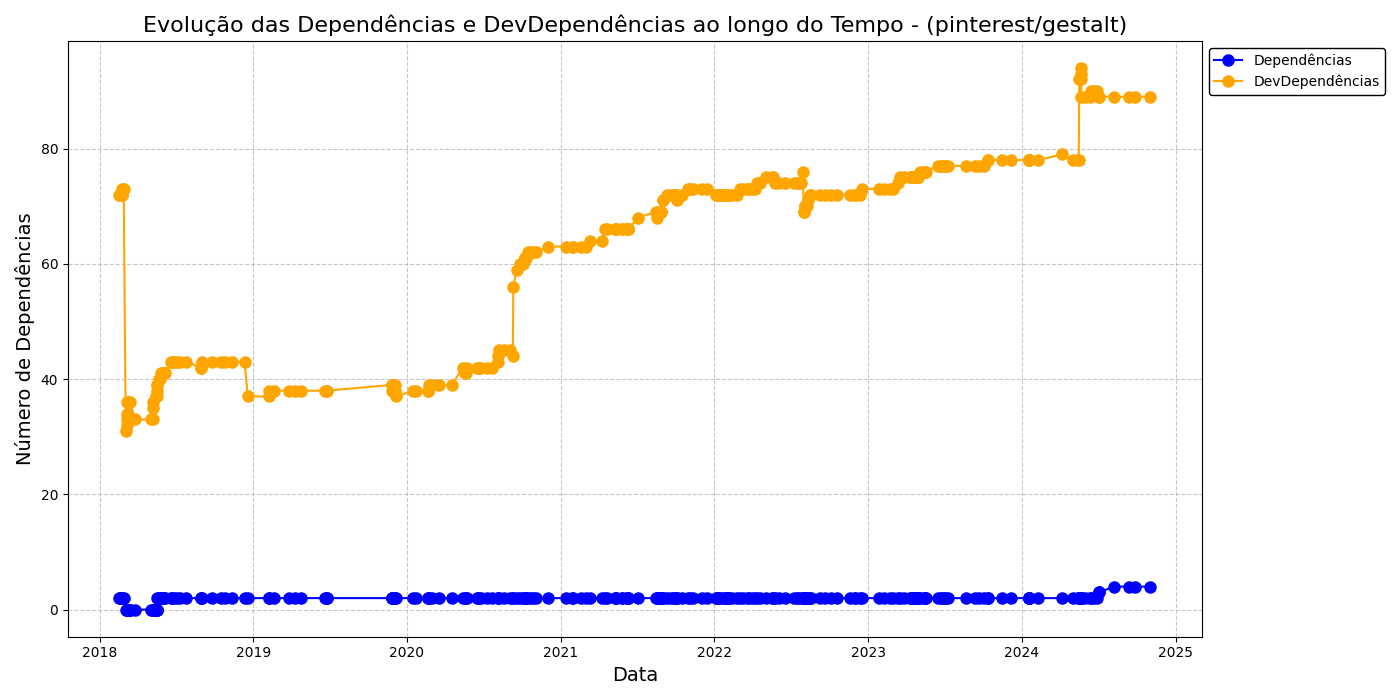 Evolução das Dependências e DevDependências ao longo do Tempo - (pinterest/gestalt)
Dependências
DevDependências
Número de Dependências
80
60
40
20
0
2018 2019 2020 2021 2022 2023 2024 2025
Data